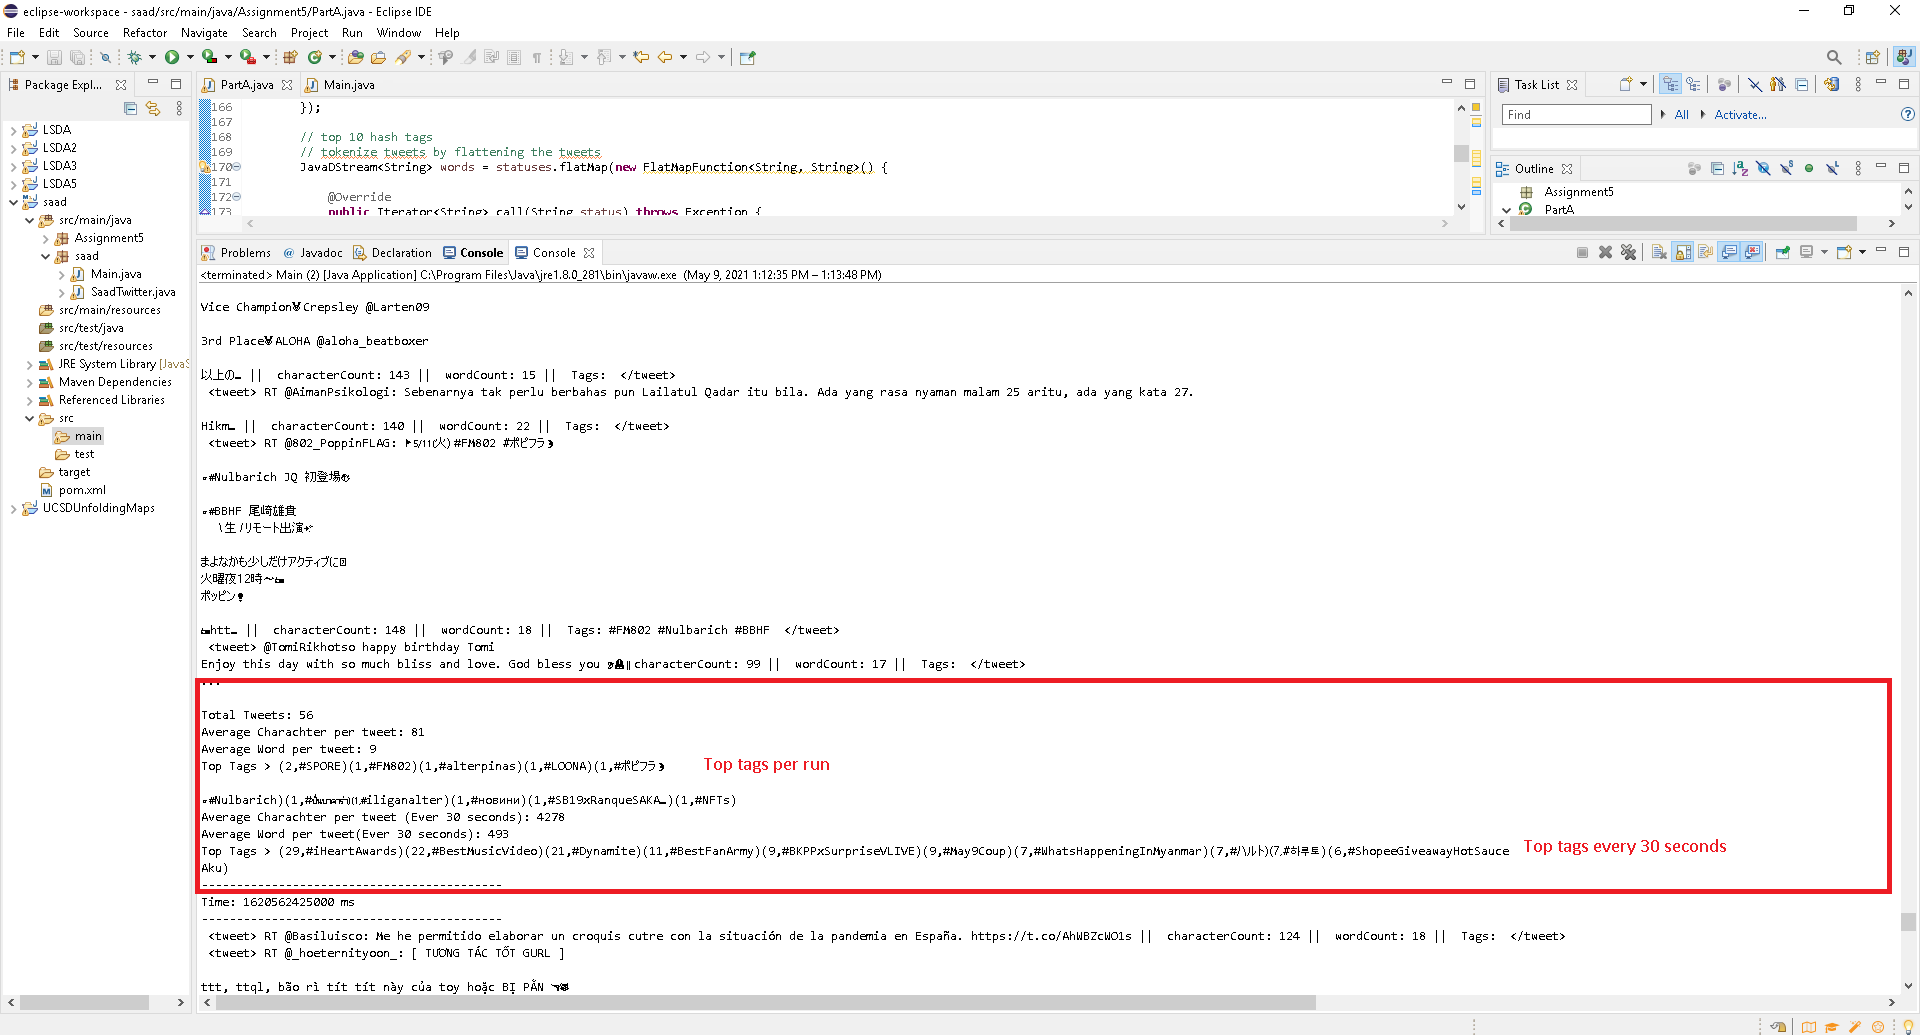 eclipse-workspace - saad/src/main/java/Assignment5/PartA.java - Eclipse IDE
File Edit Source Refactor Navigate Search Project Run Window Help
Package Expl...
LSDA
LSDA2
LSDA3
LSDA5
saad
src/main/java
Assignment5
saad
Main.java
SaadTwitter.java
src/main/resources
src/test/java
src/test/resources
JRE System Library [JavaS
Maven Dependencies
Referenced Libraries
src
main
test
target
pom.xml
UCSDUnfoldingMaps
PartA.java Main.java
166 });
167
168 // top 10 hash tags
169 // tokenize tweets by flattening the tweets
170 JavaDStream<String> words = statuses.flatMap(new FlatMapFunction<String, String>() {
171
172 @Override
173 public Iterator<String> call(String status) throws Exception {
Task List
Find All Activate...
Outline
Assignment5
PartA
Problems Javadoc Declaration Console Console
<terminated> Main (2) [Java Application] C:\Program Files\Java\jre1.8.0_281\bin\javaw.exe (May 9, 2021 1:12:35 PM – 1:13:48 PM)
Vice Champion Crepsley @Larten09
3rd Place ALOHA @aloha_beatboxer
以上の… || characterCount: 143 || wordCount: 15 || Tags: </tweet>
<tweet> RT @AimanPsikologi: Sebenarnya tak perlu berbahas pun Lailatul Qadar itu bila. Ada yang rasa nyaman malam 25 aritu, ada yang kata 27.
Hikm… || characterCount: 140 || wordCount: 22 || Tags: </tweet>
<tweet> RT @802_PoppinFLAG: 5/11(火) #FM802 #ポピフラ
#Nulbarich JQ 初登場
#BBHF 尾崎雄貴
\ 生 /リモート出演
まよなかも少しだけアクティブに
火曜夜12時〜
ポッピン
htt… || characterCount: 148 || wordCount: 18 || Tags: #FM802 #Nulbarich #BBHF </tweet>
<tweet> @TomiRikhotso happy birthday Tomi
Enjoy this day with so much bliss and love. God bless you characterCount: 99 || wordCount: 17 || Tags: </tweet>
...
Total Tweets: 56
Average Charachter per tweet: 81
Average Word per tweet: 9
Top Tags > (2,#SPORE)(1,#FM802)(1,#alterpinas)(1,#LOONA)(1,#ポピフラ
Top tags per run
#Nulbarich)(1,#iliganalter)(1,#новини)(1,#SB19xRanqueSAKA…)(1,#NFTs)
Average Charachter per tweet (Ever 30 seconds): 4278
Average Word per tweet(Ever 30 seconds): 493
Top Tags > (29,#iHeartAwards)(22,#BestMusicVideo)(21,#Dynamite)(11,#BestFanArmy)(9,#BKPPxSurpriseVLIVE)(9,#May9Coup)(7,#WhatsHappeningInMyanmar)(7,#ハルト)(7,#하루토)(6,#ShopeeGiveawayHotSauce
Top tags every 30 seconds
Aku)
-------------------------------------------
Time: 1620562425000 ms
-------------------------------------------
<tweet> RT @Basiluisco: Me he permitido elaborar un croquis cutre con la situación de la pandemia en España. https://t.co/AhWBZcWO1s || characterCount: 124 || wordCount: 18 || Tags: </tweet>
<tweet> RT @_hoeternityoon_: [ TƯƠNG TÁC TỐT GURL ]
ttt, ttql, bão rì tít tít này của toy hoặc BỊ PẮN